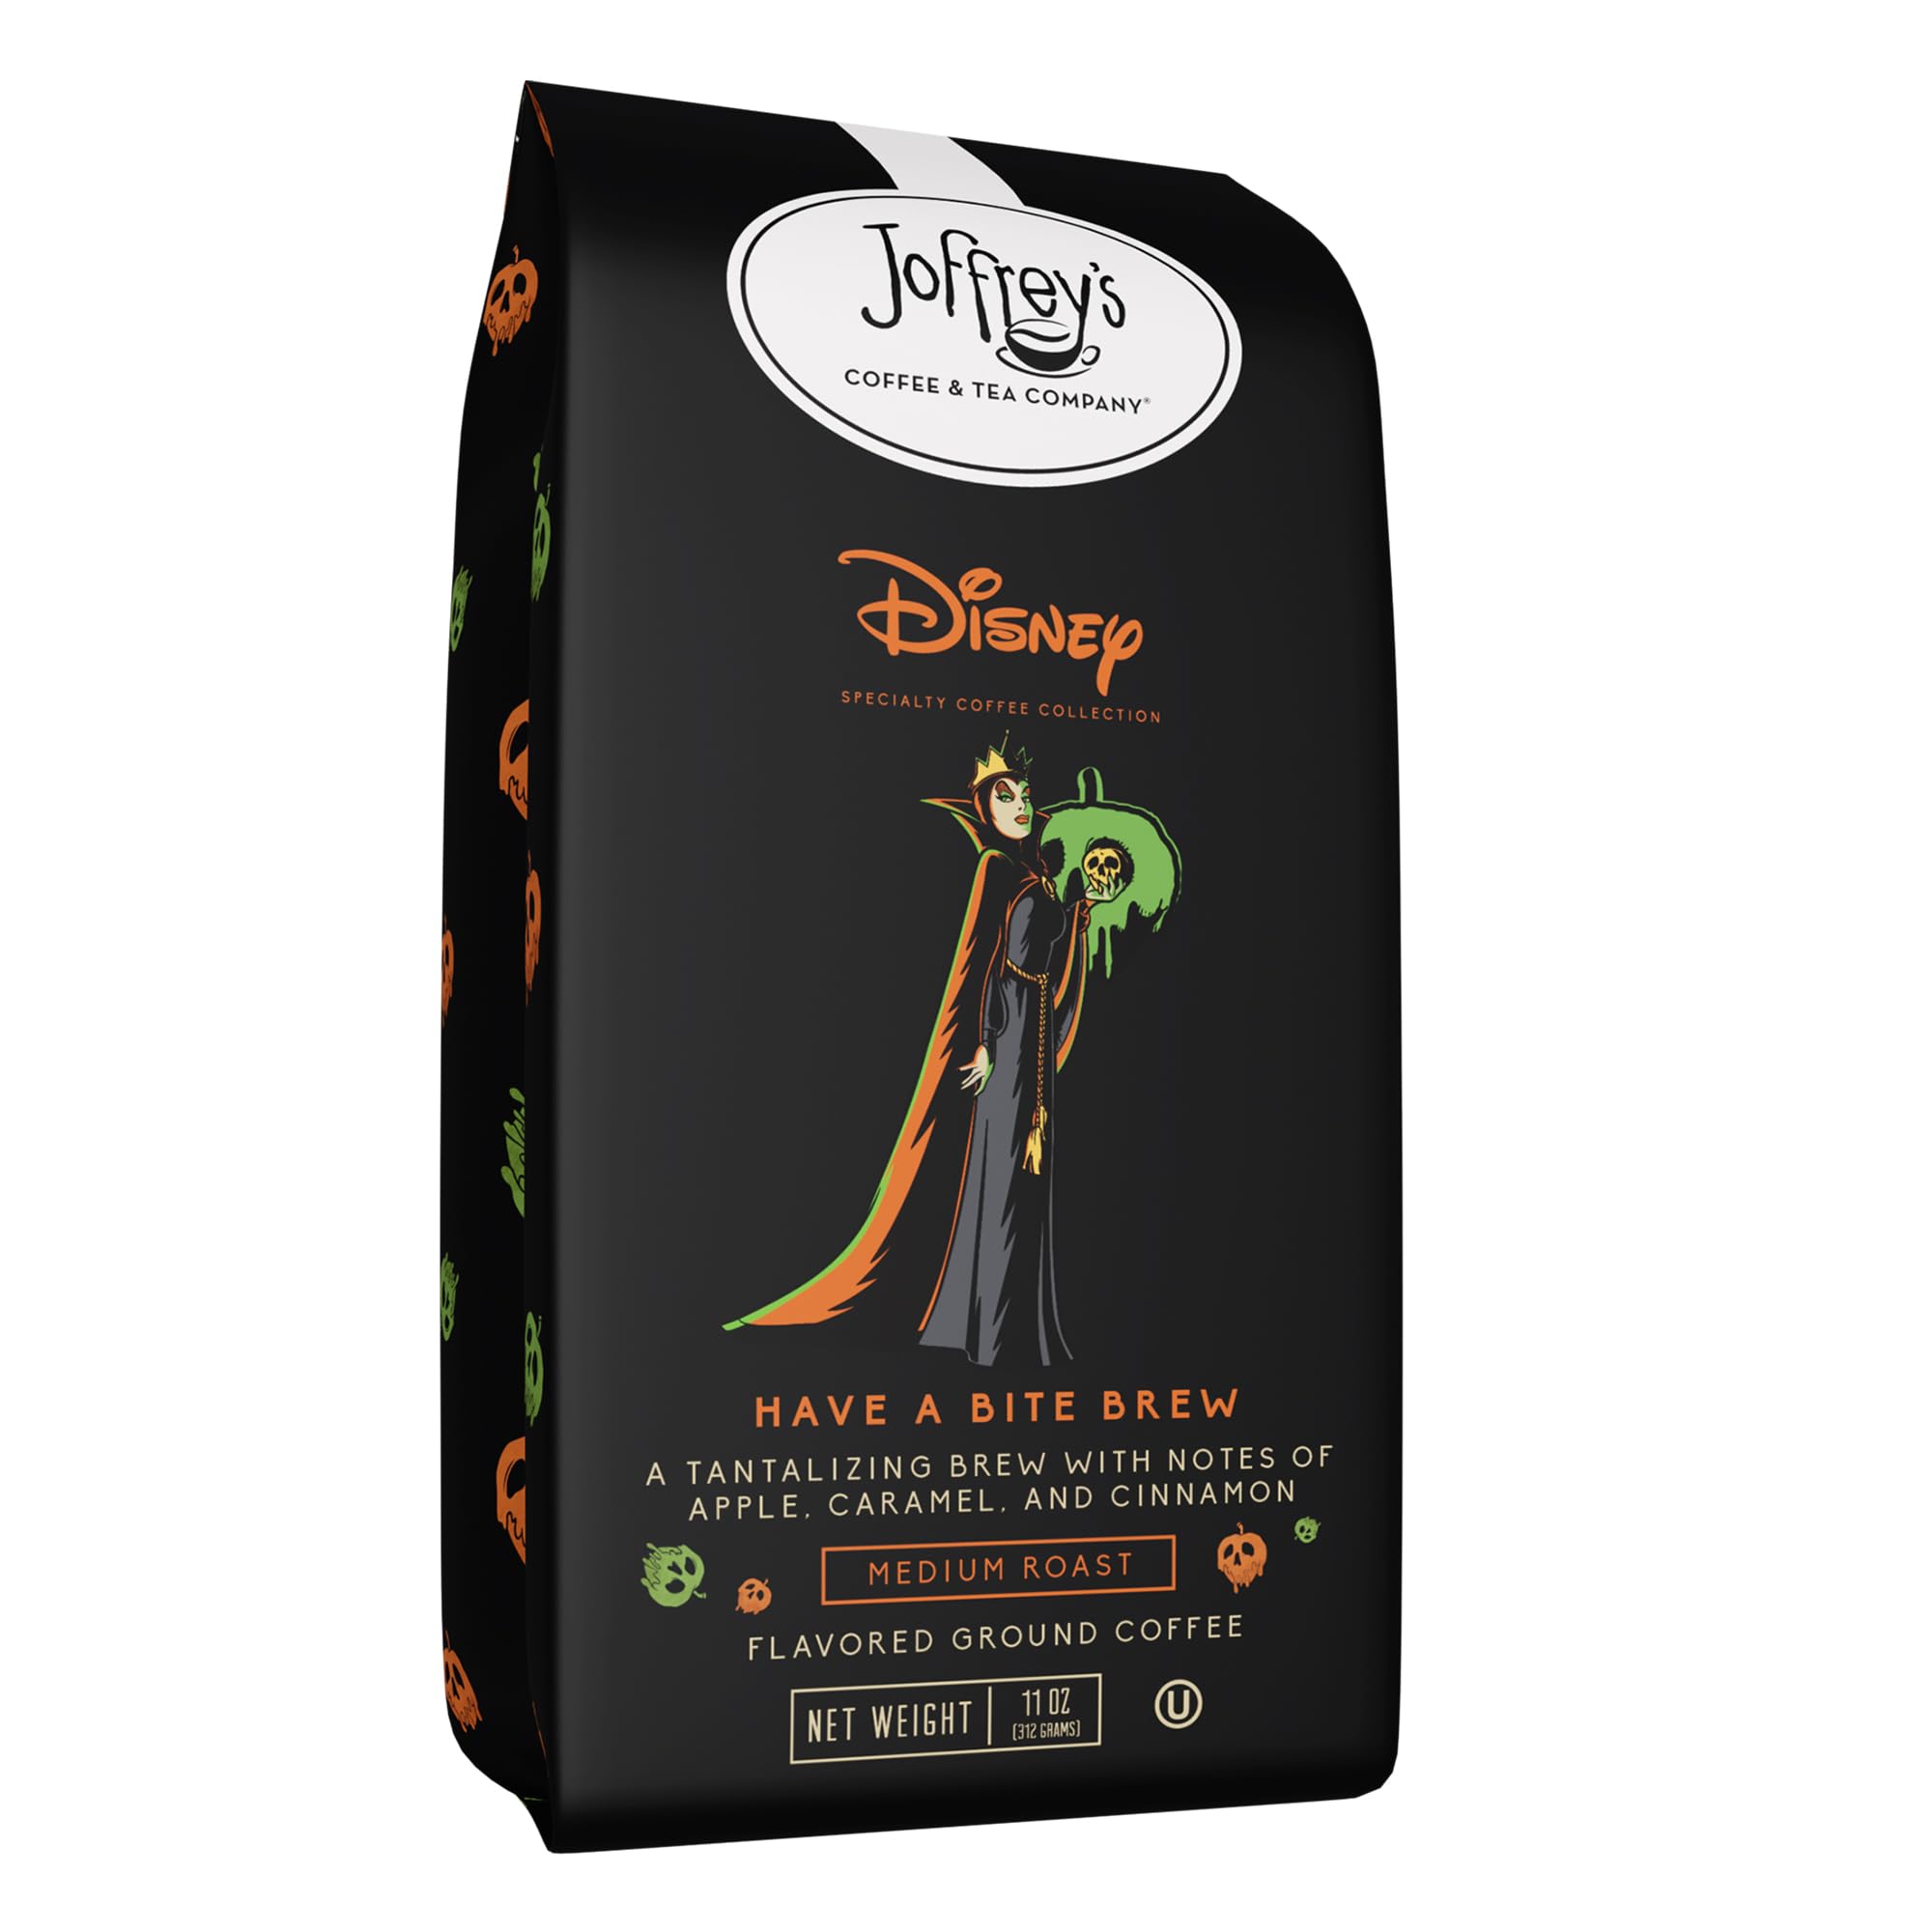 Joffrey's
COFFEE & TEA COMPANY®
Disney
SPECIALTY COFFEE COLLECTION
HAVE A BITE BREW
A TANTALIZING BREW WITH NOTES OF
APPLE, CARAMEL, AND CINNAMON
MEDIUM ROAST
FLAVORED GROUND COFFEE
NET WEIGHT 11 OZ
(312 GRAMS)
U